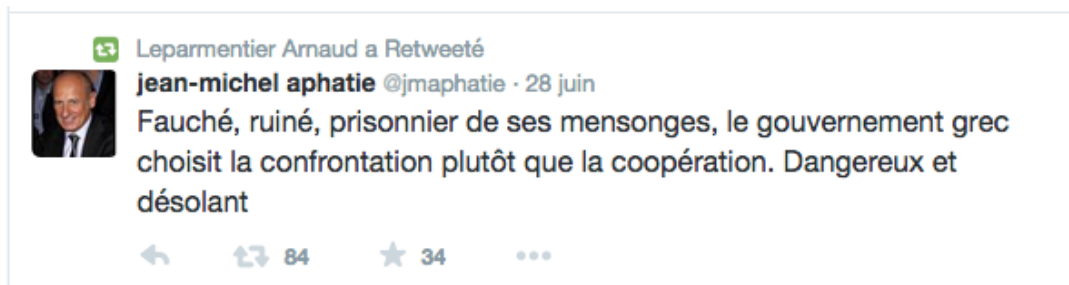 Leparmentier Arnaud a Retweeté
jean-michel aphatie @jmaphatie · 28 juin
Fauché, ruiné, prisonnier de ses mensonges, le gouvernement grec
choisit la confrontation plutôt que la coopération. Dangereux et
désolant
84 34